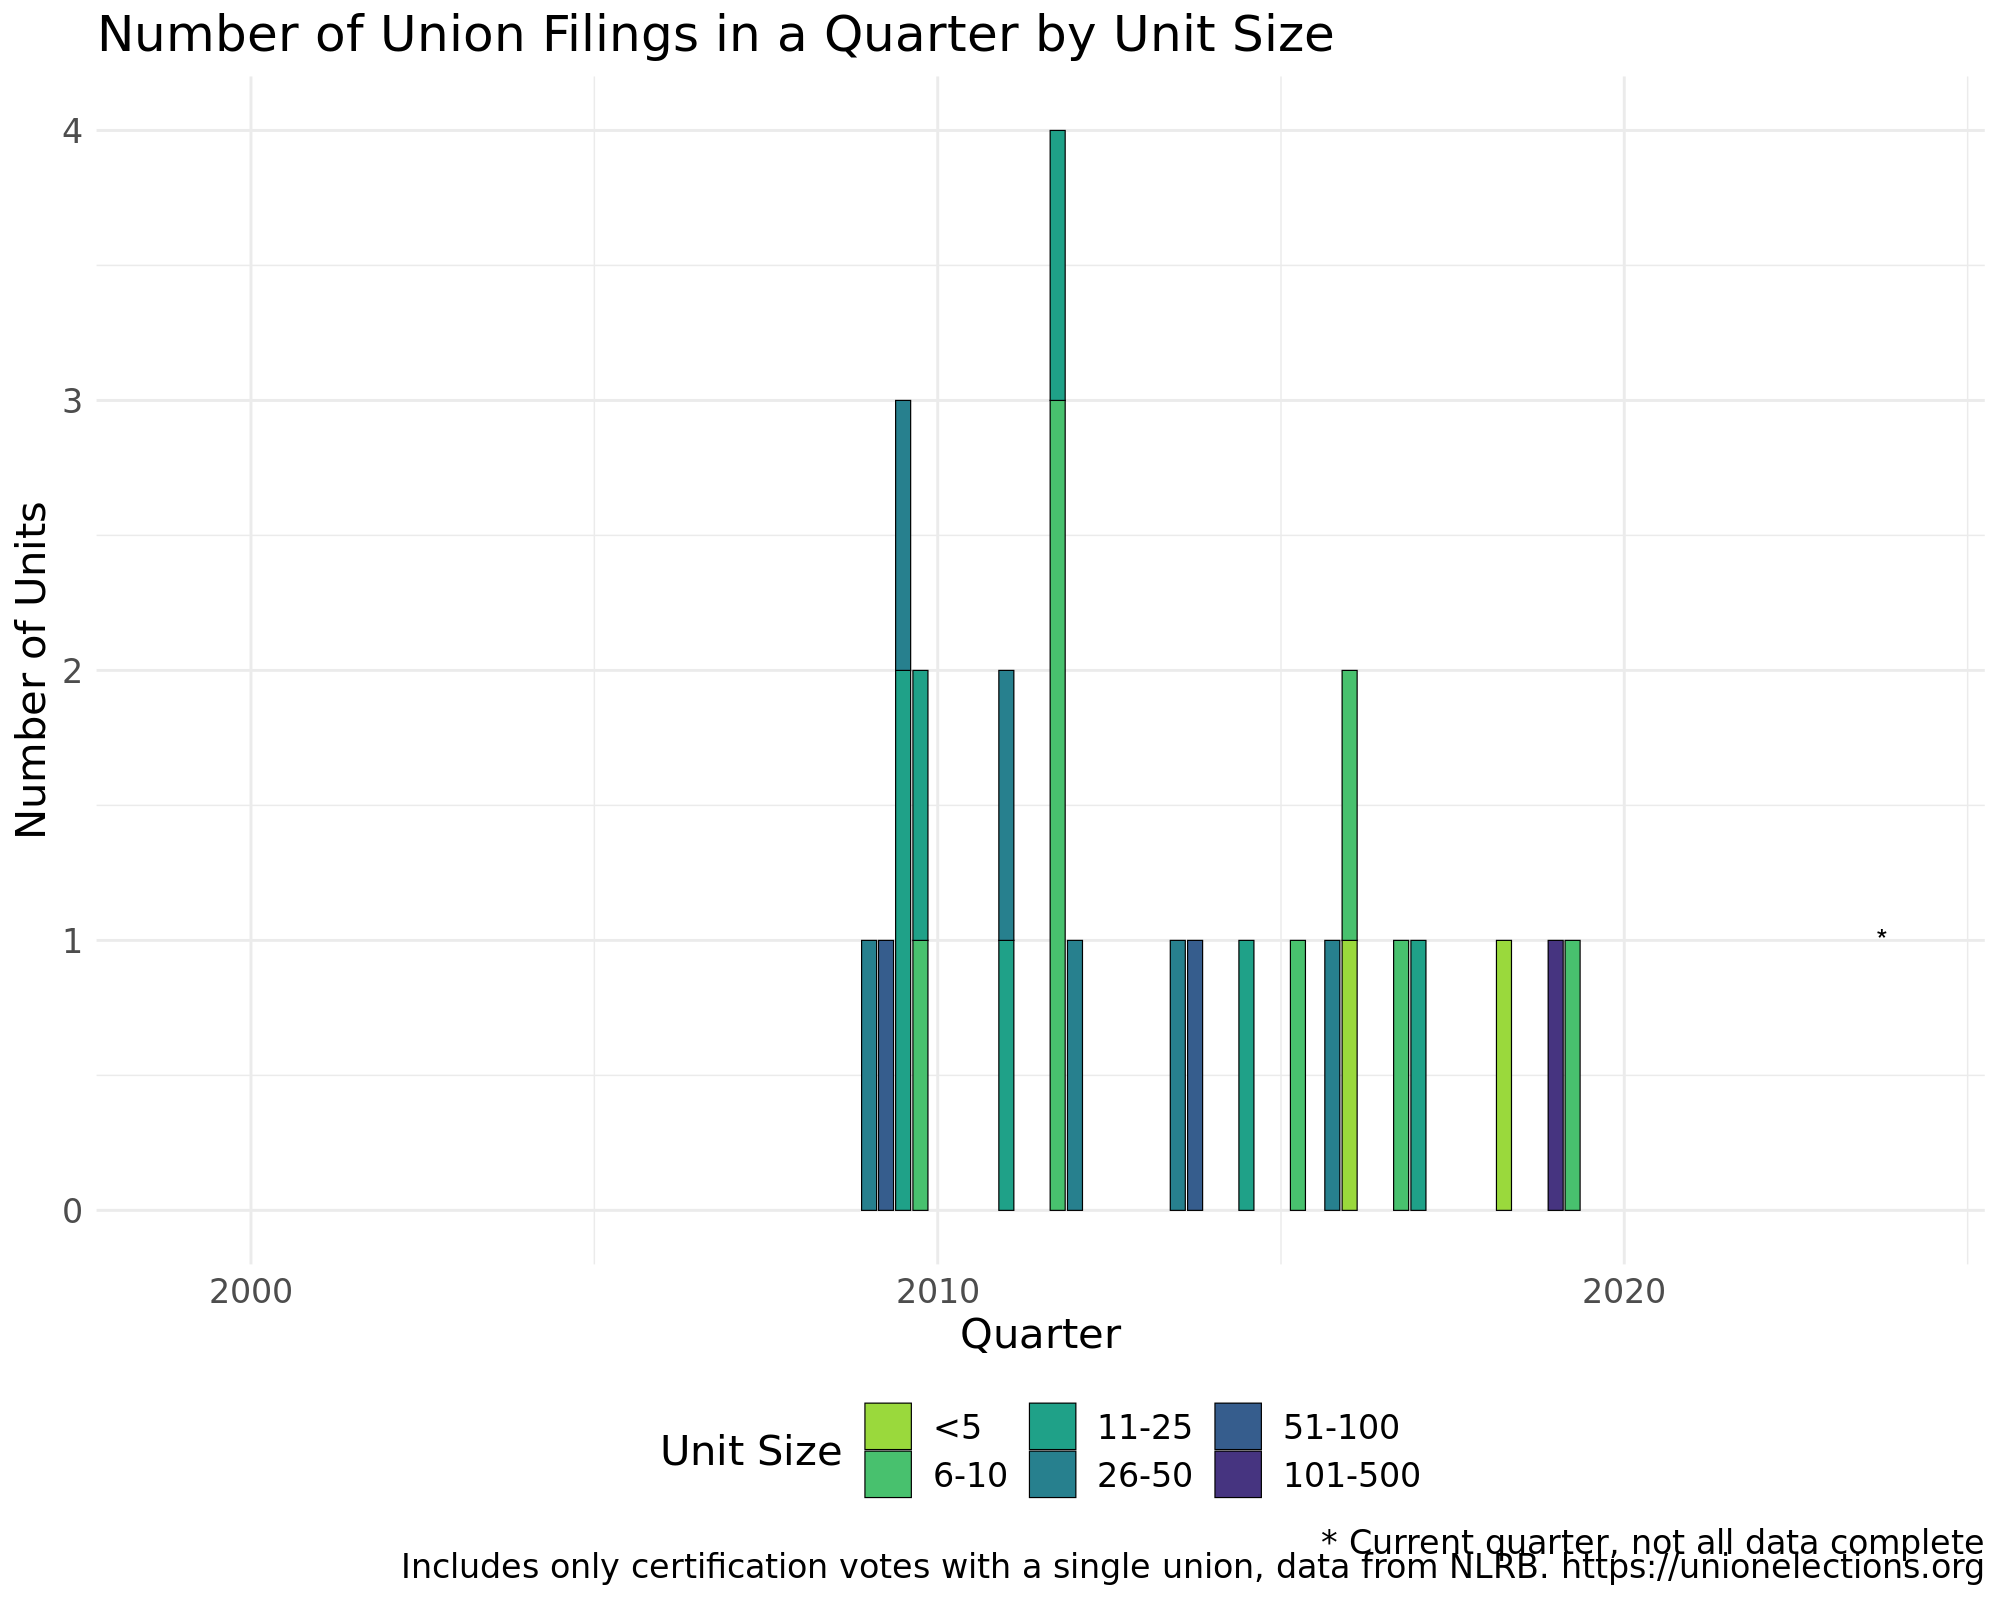 Number of Union Filings in a Quarter by Unit Size
Number of Units
4
3
2
1
0
*
2000
2010
2020
Quarter
Unit Size
<5
11-25
51-100
6-10
26-50
101-500
* Current quarter, not all data complete
Includes only certification votes with a single union, data from NLRB. https://unionelections.org